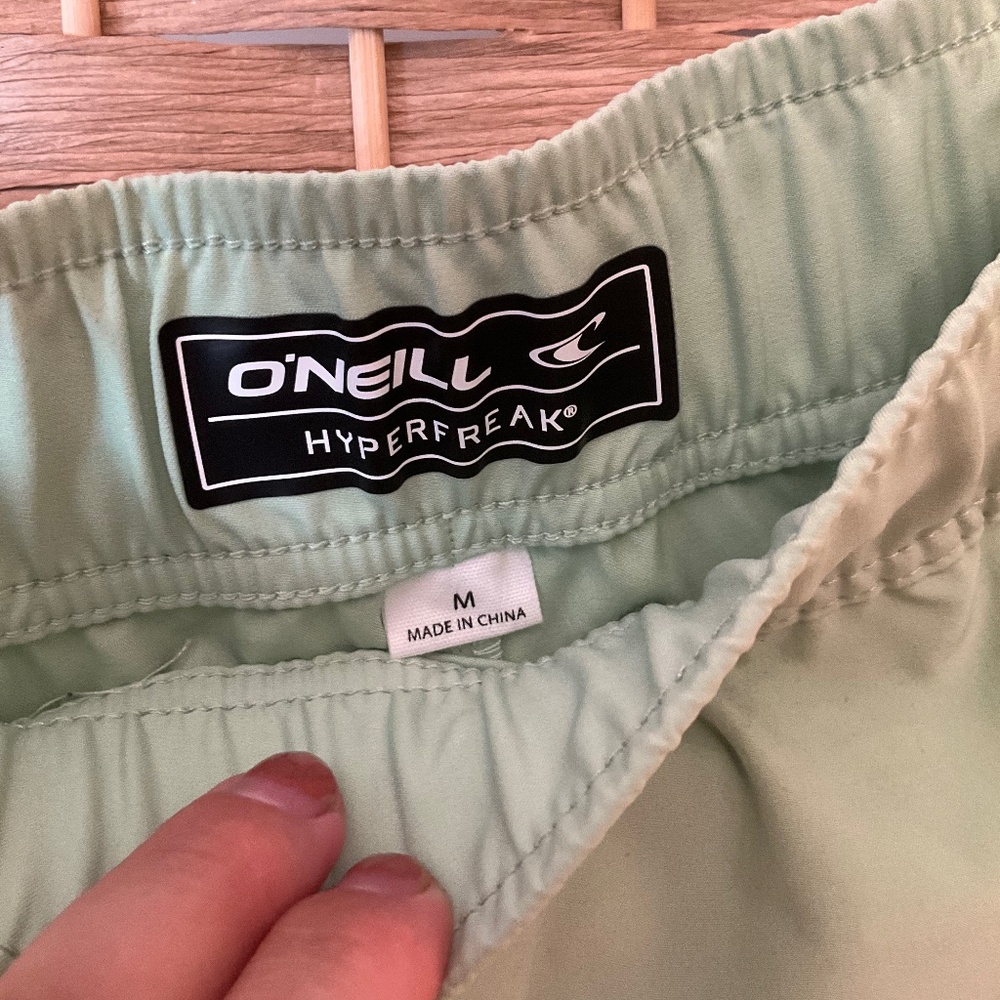 O'NEILL
HYPERFREAK®
M
MADE IN CHINA